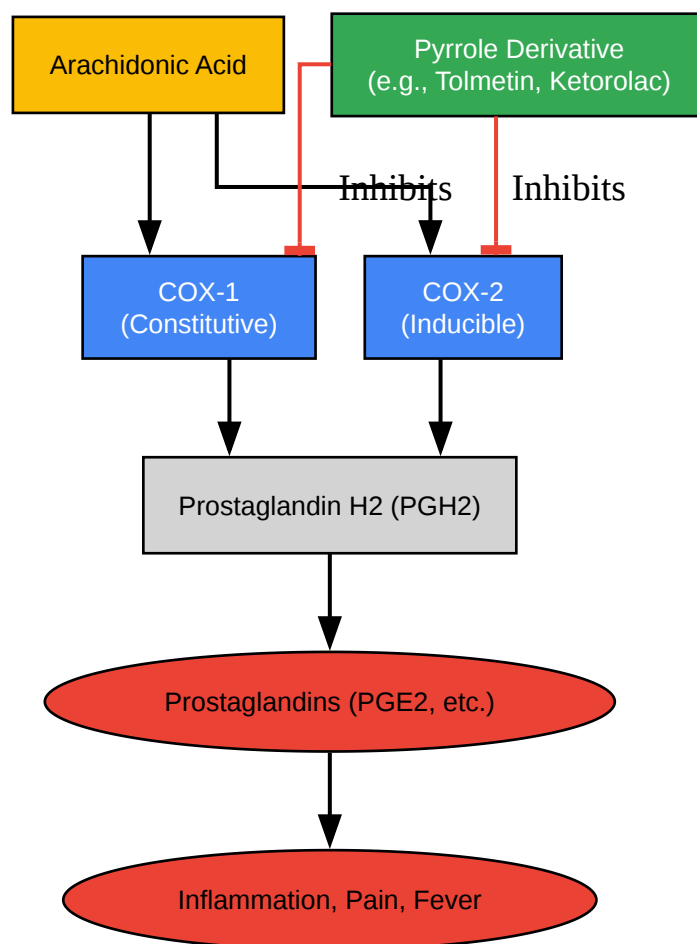 Arachidonic Acid
Pyrrole Derivative
(e.g., Tolmetin, Ketorolac)
Inhibits
Inhibits
COX-1
(Constitutive)
COX-2
(Inducible)
Prostaglandin H2 (PGH2)
Prostaglandins (PGE2, etc.)
Inflammation, Pain, Fever